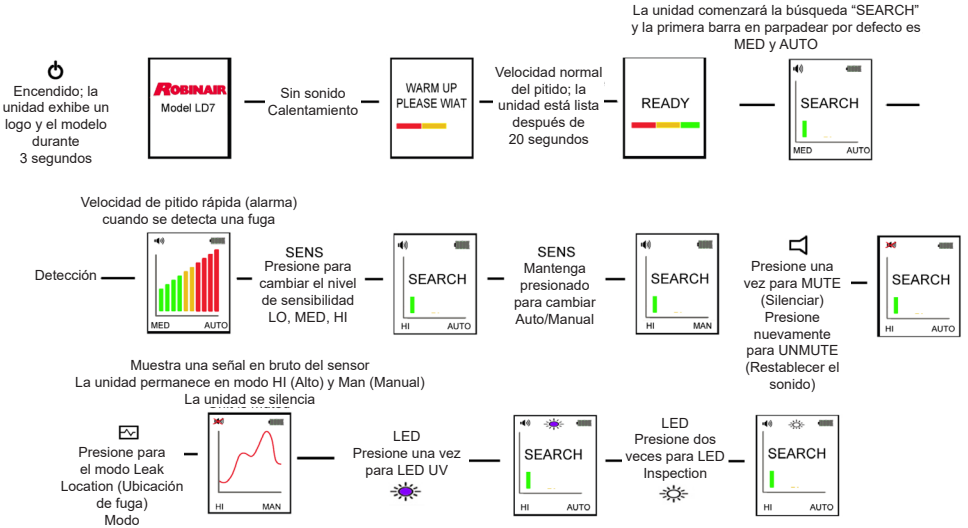 La unidad comenzará la búsqueda “SEARCH”
y la primera barra en parpadear por defecto es
MED y AUTO
Encendido; la
unidad exhibe un
logo y el modelo
durante
3 segundos
ROBINAIR
Model LD7
Sin sonido
Calentamiento
WARM UP
PLEASE WIAT
Velocidad normal
del pitido; la
unidad está lista
después de
20 segundos
READY
SEARCH
MED AUTO
Velocidad de pitido rápida (alarma)
cuando se detecta una fuga
Detección
MED AUTO
SENS
Presione para
cambiar el nivel
de sensibilidad
LO, MED, HI
SEARCH
HI AUTO
SENS
Mantenga
presionado
para cambiar
Auto/Manual
SEARCH
HI MAN
Presione una
vez para MUTE
(Silenciar)
Presione
nuevamente
para UNMUTE
(Restablecer el
sonido)
SEARCH
HI AUTO
Muestra una señal en bruto del sensor
La unidad permanece en modo HI (Alto) y Man (Manual)
La unidad se silencia
Presione para
el modo Leak
Location (Ubicación
de fuga)
Modo
HI MAN
LED
Presione una vez
para LED UV
SEARCH
HI AUTO
LED
Presione dos
veces para LED
Inspection
SEARCH
HI AUTO